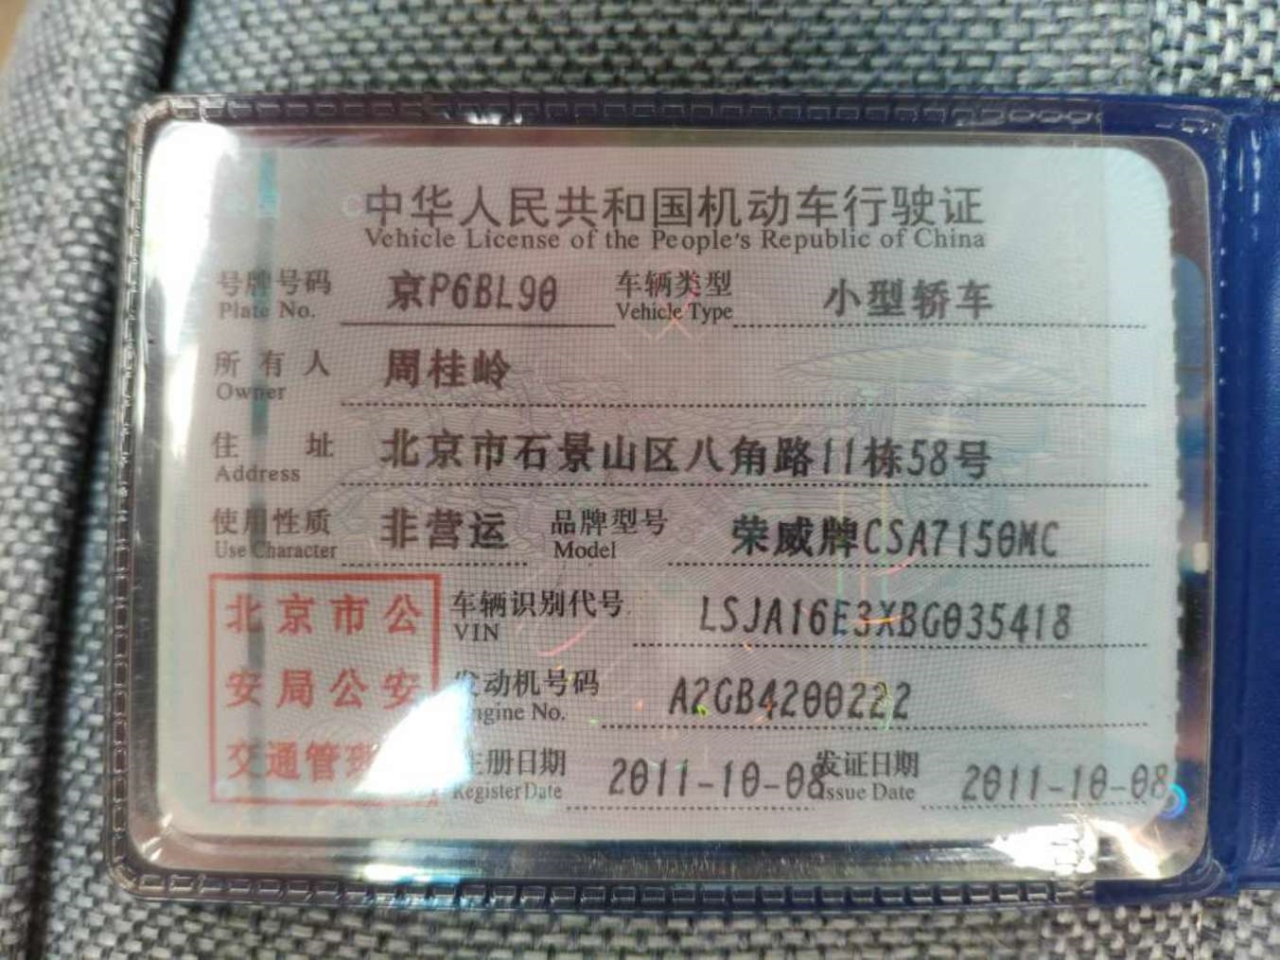 中华人民共和国机动车行驶证
Vehicle License of the People's Republic of China
号牌号码 京P6BL90 车辆类型 小型轿车
Plate No. Vehicle Type
所有人 周桂岭
Owner
住址 北京市石景山区八角路11栋58号
Address
使用性质 非营运 品牌型号 荣威牌CSA7150MC
Use Character Model
北京市公 车辆识别代号 LSJA16E3XBG035418
VIN
安局公安 发动机号码 A2GB4200222
Engine No.
交通管理 注册日期 2011-10-08 发证日期 2011-10-08
Register Date Issue Date